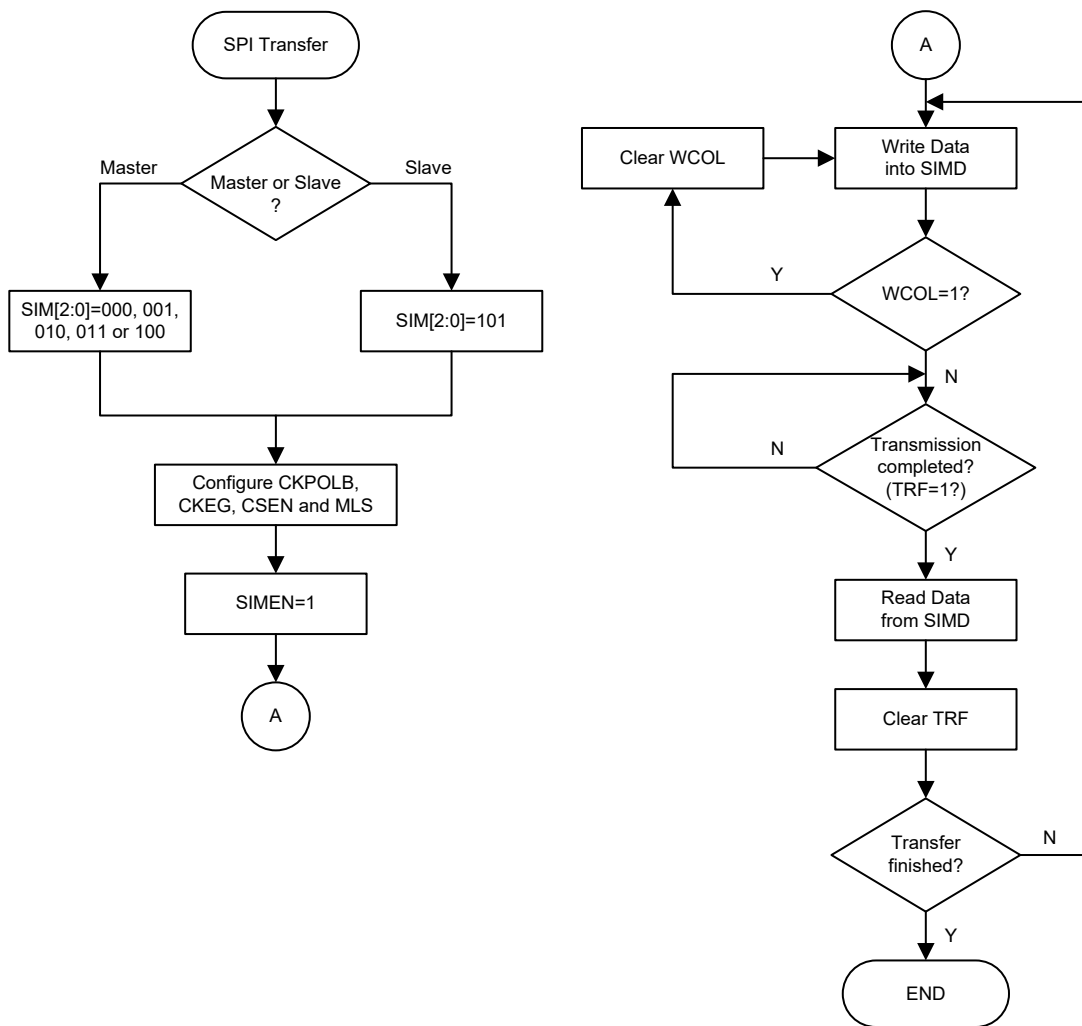 SPI Transfer
Master
Master or Slave
?
Slave
SIM[2:0]=000, 001,
010, 011 or 100
SIM[2:0]=101
Configure CKPOLB,
CKEG, CSEN and MLS
SIMEN=1
A
A
Clear WCOL
Write Data
into SIMD
Y
WCOL=1?
N
N
Transmission
completed?
(TRF=1?)
Y
Read Data
from SIMD
Clear TRF
Transfer
finished?
N
Y
END